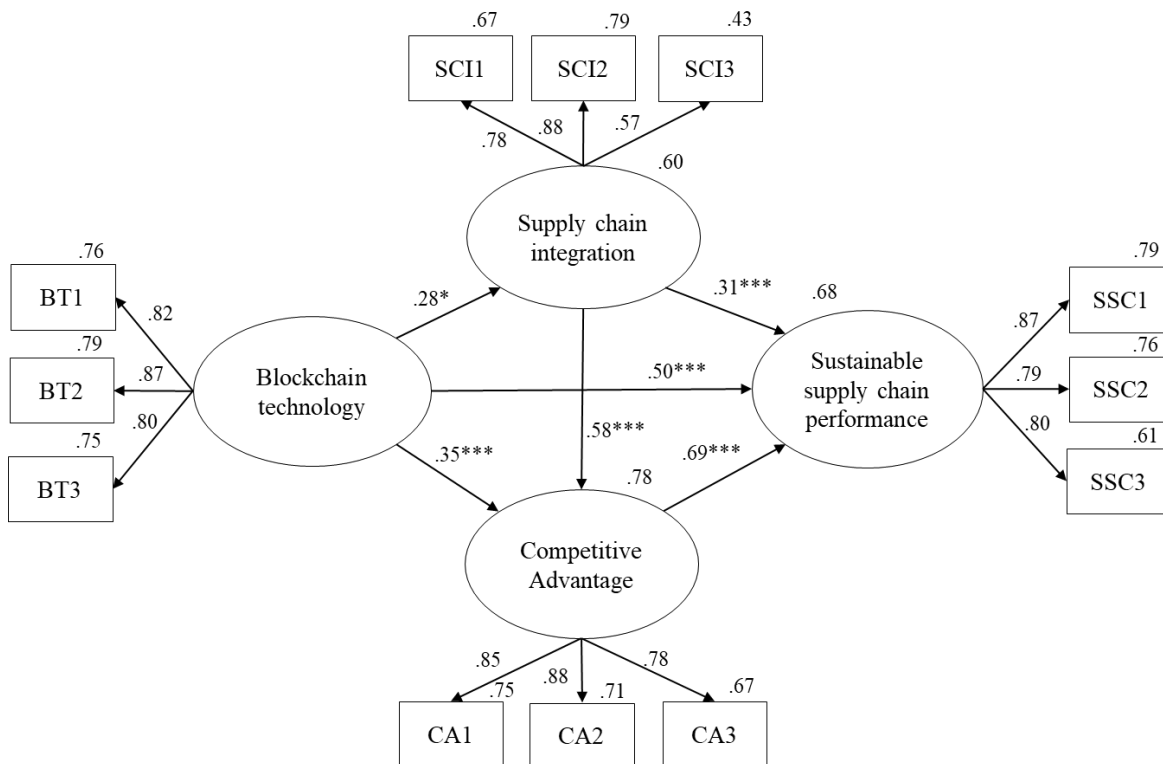 .67
.79
.43
SCI1
SCI2
SCI3
.78
.88
.57
.60
Supply chain
integration
.76
BT1
.82
.79
BT2
.87
.75
.80
BT3
.28*
.31***
.68
Blockchain
technology
.50***
.58***
.35***
.69***
.78
Sustainable
supply chain
performance
.79
SSC1
.87
.76
SSC2
.79
.61
.80
SSC3
Competitive
Advantage
.85
.88
.78
.75
.71
.67
CA1
CA2
CA3